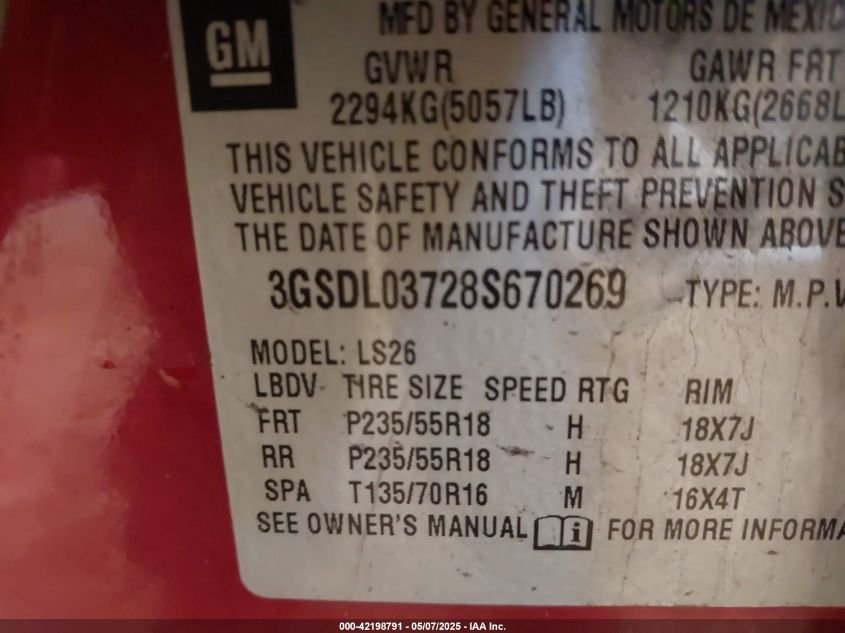 GM
MFD BY GENERAL MOTORS DE MEXIC
GVWR GAWR FRT
2294KG(5057LB) 1210KG(2668L
THIS VEHICLE CONFORMS TO ALL APPLICAB
VEHICLE SAFETY AND THEFT PREVENTION S
THE DATE OF MANUFACTURE SHOWN ABOVE
3GSDL03728S670269 TYPE: M.P.V
MODEL: LS26
LBDV TIRE SIZE SPEED RTG RIM
FRT P235/55R18 H 18X7J
RR P235/55R18 H 18X7J
SPA T135/70R16 M 16X4T
SEE OWNER'S MANUAL i FOR MORE INFORMA
000-42198791 - 05/07/2025 - IAA Inc.